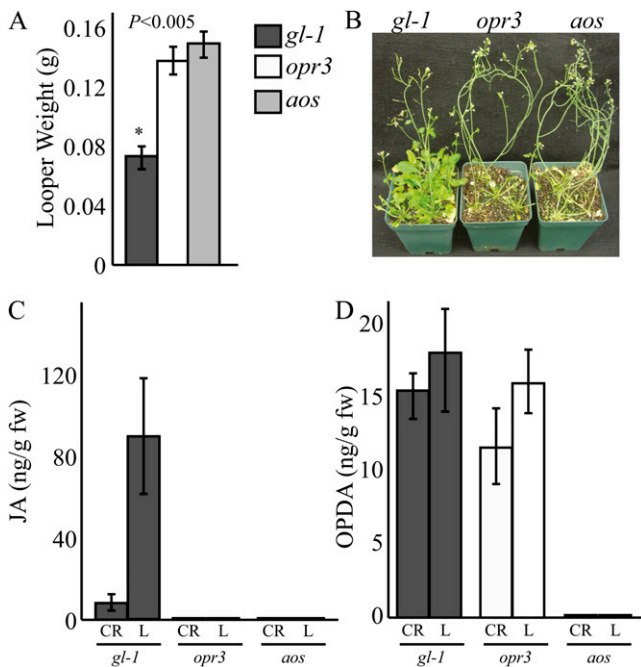 A
P<0.005
Looper Weight (g)
0.16
0.12
0.08
0.04
0
*
gl-1
opr3
aos
B
gl-1 opr3 aos
C
JA (ng/g fw)
120
80
40
0
CR L CR L CR L
gl-1 opr3 aos
D
OPDA (ng/g fw)
20
15
10
5
0
CR L CR L CR L
gl-1 opr3 aos